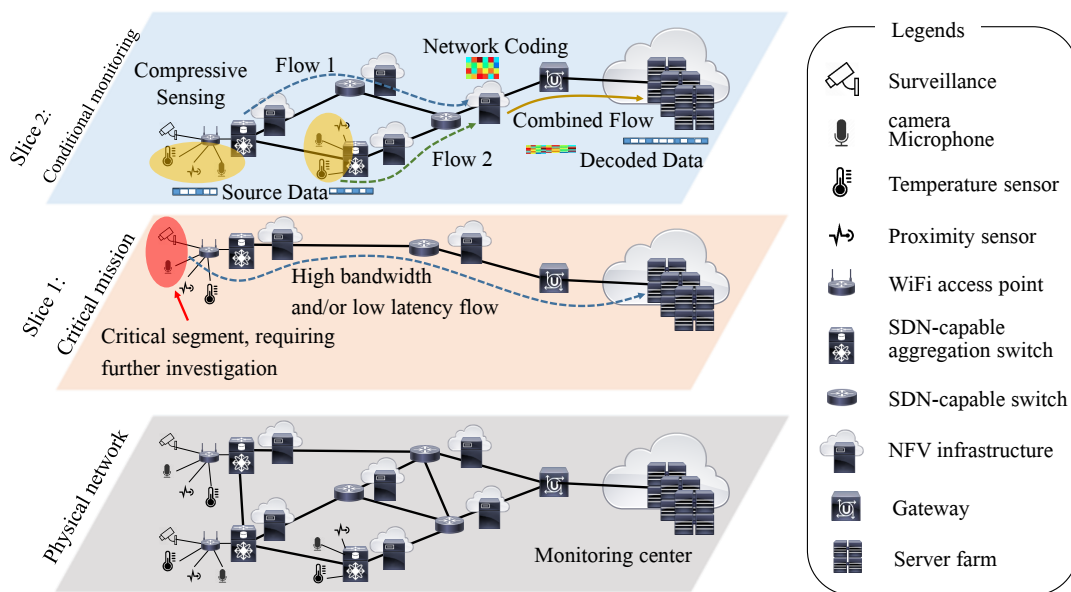 Slice 2:
Conditional monitoring
Compressive
Sensing
Flow 1
Network Coding
Combined Flow
Flow 2
Decoded Data
Source Data
Slice 1:
Critical mission
High bandwidth
and/or low latency flow
Critical segment, requiring
further investigation
Physical network
Monitoring center
Legends
Surveillance
camera
Microphone
Temperature sensor
Proximity sensor
WiFi access point
SDN-capable
aggregation switch
SDN-capable switch
NFV infrastructure
Gateway
Server farm